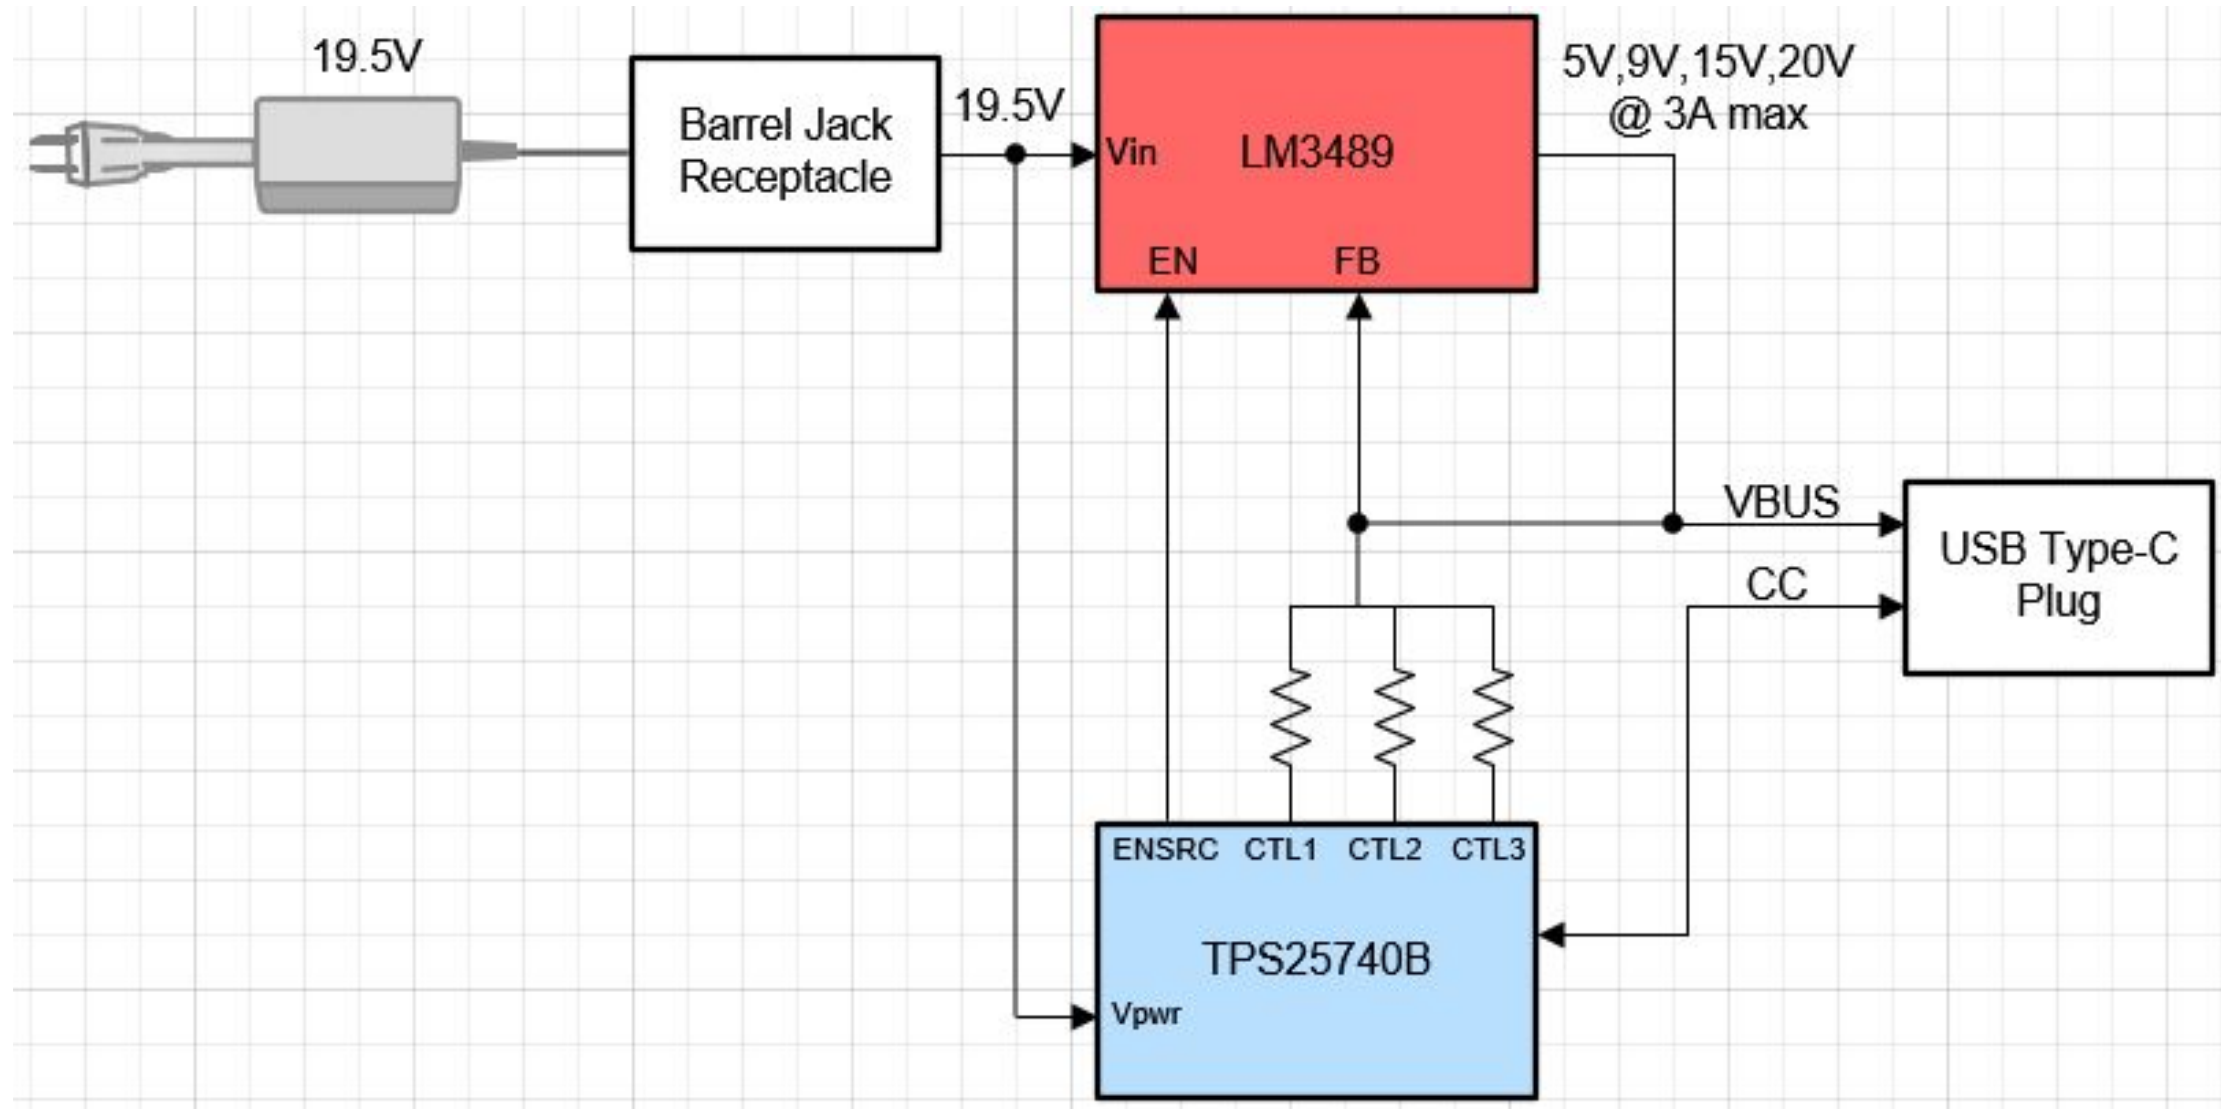 19.5V
Barrel Jack
Receptacle
19.5V
Vin
LM3489
EN
FB
5V,9V,15V,20V
@ 3A max
VBUS
CC
USB Type-C
Plug
ENSRC
CTL1
CTL2
CTL3
TPS25740B
Vpwr